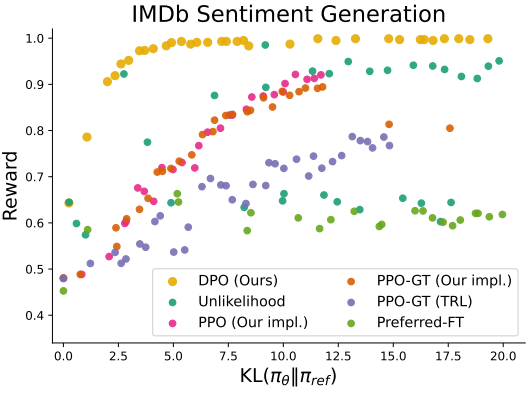 IMDb Sentiment Generation
Reward
1.0
0.9
0.8
0.7
0.6
0.5
0.4
DPO (Ours)
Unlikelihood
PPO (Our impl.)
PPO-GT (Our impl.)
PPO-GT (TRL)
Preferred-FT
0.0 2.5 5.0 7.5 10.0 12.5 15.0 17.5 20.0
KL(πθ‖πref)